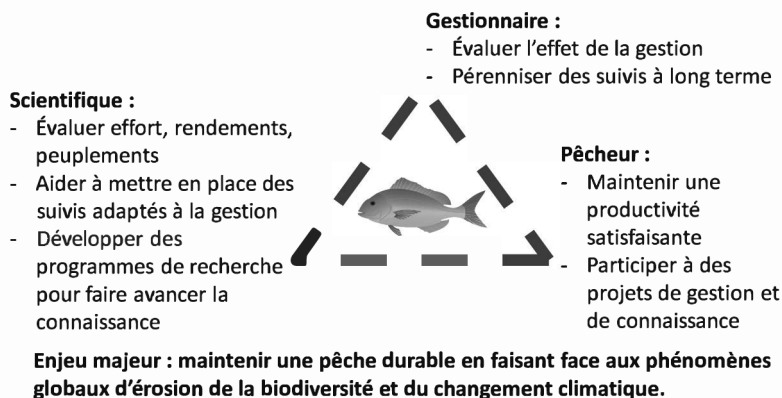 Gestionnaire :
- Évaluer l'effet de la gestion
- Pérenniser des suivis à long terme
Scientifique :
- Évaluer effort, rendements,
peuplements
- Aider à mettre en place des
suivis adaptés à la gestion
- Développer des
programmes de recherche
pour faire avancer la
connaissance
Pêcheur :
- Maintenir une
productivité
satisfaisante
- Participer à des
projets de gestion et
de connaissance
Enjeu majeur : maintenir une pêche durable en faisant face aux phénomènes
globaux d'érosion de la biodiversité et du changement climatique.